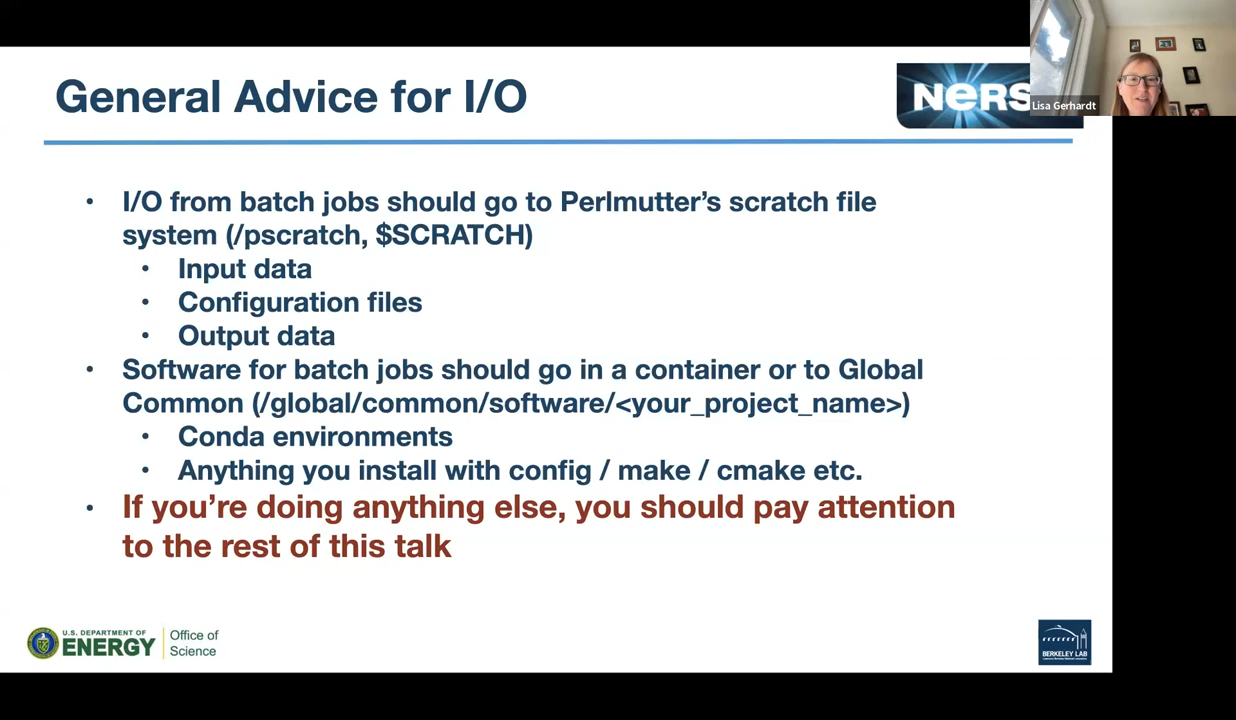 General Advice for I/O
NERS
Lisa Gerhardt
• I/O from batch jobs should go to Perlmutter’s scratch file
system (/pscratch, $SCRATCH)
• Input data
• Configuration files
• Output data
• Software for batch jobs should go in a container or to Global
Common (/global/common/software/<your_project_name>)
• Conda environments
• Anything you install with config / make / cmake etc.
• If you’re doing anything else, you should pay attention
to the rest of this talk
U.S. DEPARTMENT OF
ENERGY
Office of
Science
BERKELEY LAB